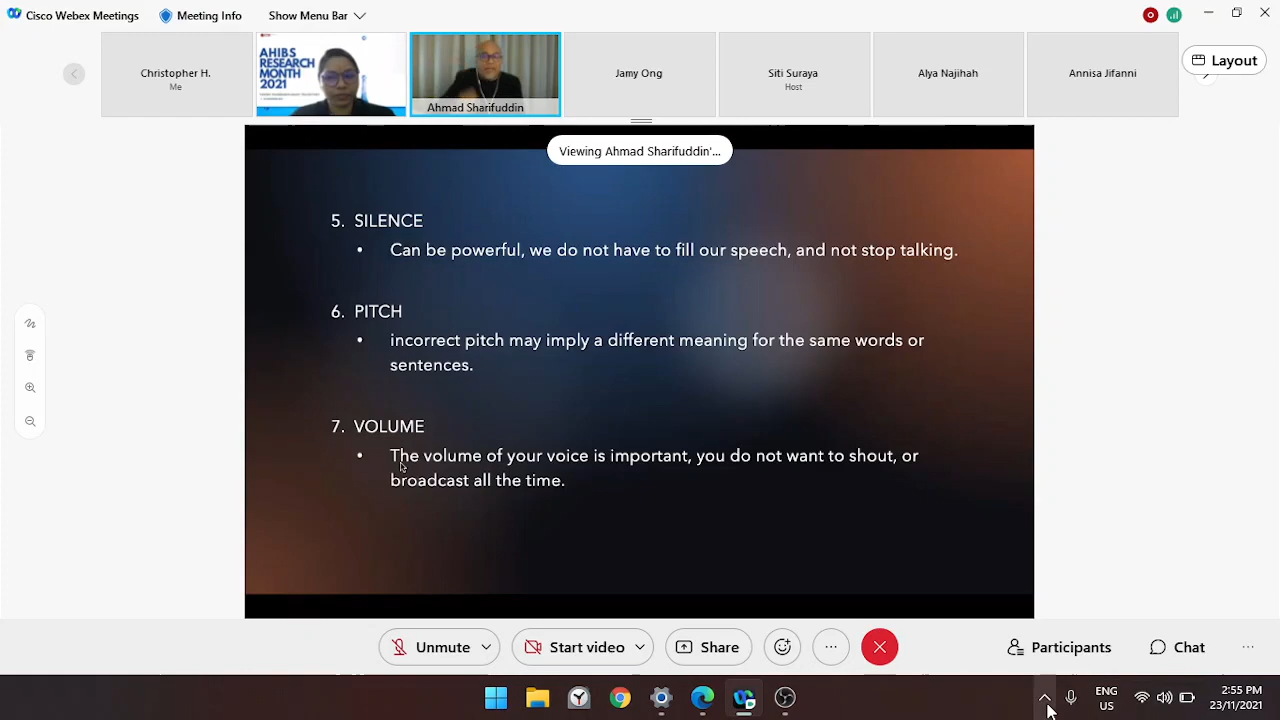 Cisco Webex Meetings
Meeting Info
Show Menu Bar
Christopher H.
Me
AHIBS
RESEARCH
MONTH
2021
Ahmad Sharifuddin
Jamy Ong
Siti Suraya
Host
Alya Najihah
Annisa Jifanni
Layout
Viewing Ahmad Sharifuddin'...
5. SILENCE
• Can be powerful, we do not have to fill our speech, and not stop talking.
6. PITCH
• incorrect pitch may imply a different meaning for the same words or
sentences.
7. VOLUME
• The volume of your voice is important, you do not want to shout, or
broadcast all the time.
Unmute
Start video
Share
Participants
Chat
ENG
US
2:55 PM
23/11/2021